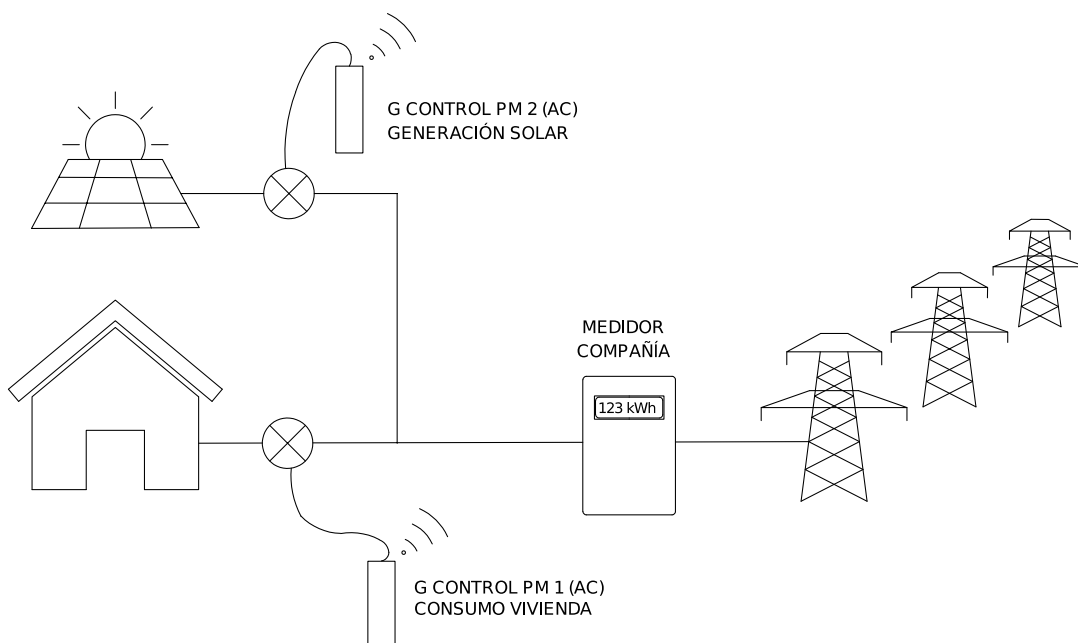 G CONTROL PM 2 (AC)
GENERACIÓN SOLAR
MEDIDOR
COMPAÑÍA
123 kWh
G CONTROL PM 1 (AC)
CONSUMO VIVIENDA